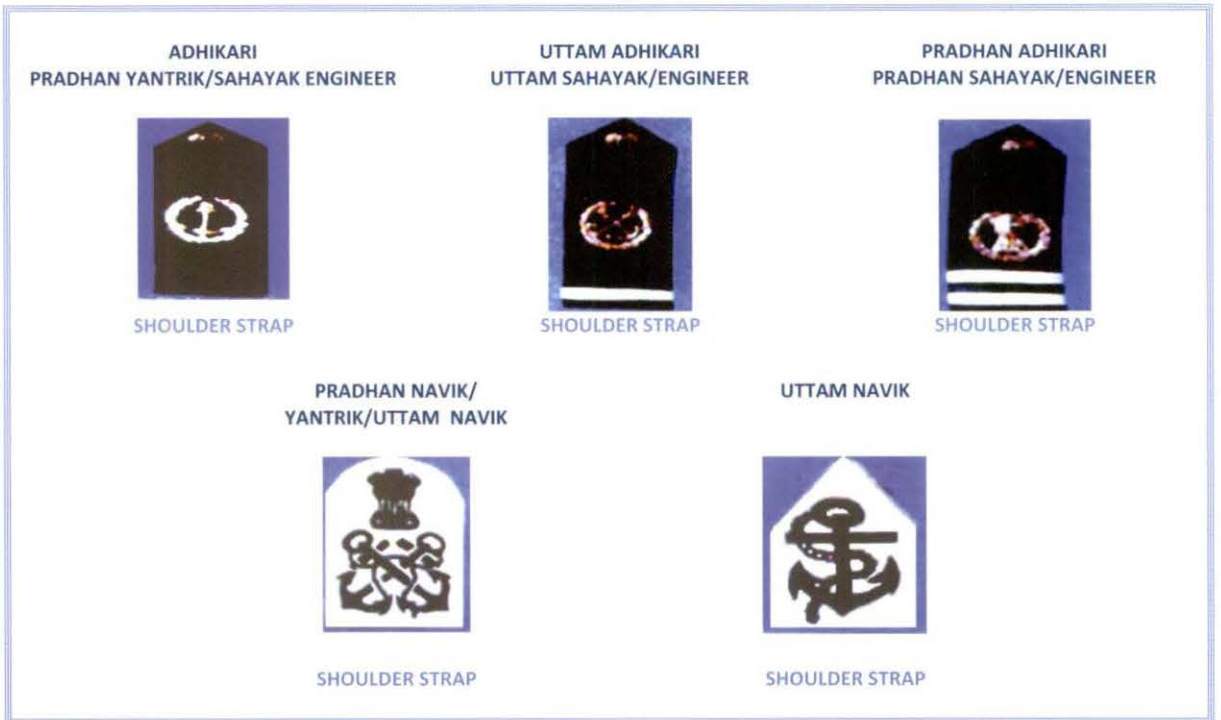 ADHIKARI
PRADHAN YANTRIK/SAHAYAK ENGINEER
SHOULDER STRAP
UTTAM ADHIKARI
UTTAM SAHAYAK/ENGINEER
SHOULDER STRAP
PRADHAN ADHIKARI
PRADHAN SAHAYAK/ENGINEER
SHOULDER STRAP
PRADHAN NAVIK/
YANTRIK/UTTAM NAVIK
SHOULDER STRAP
UTTAM NAVIK
SHOULDER STRAP